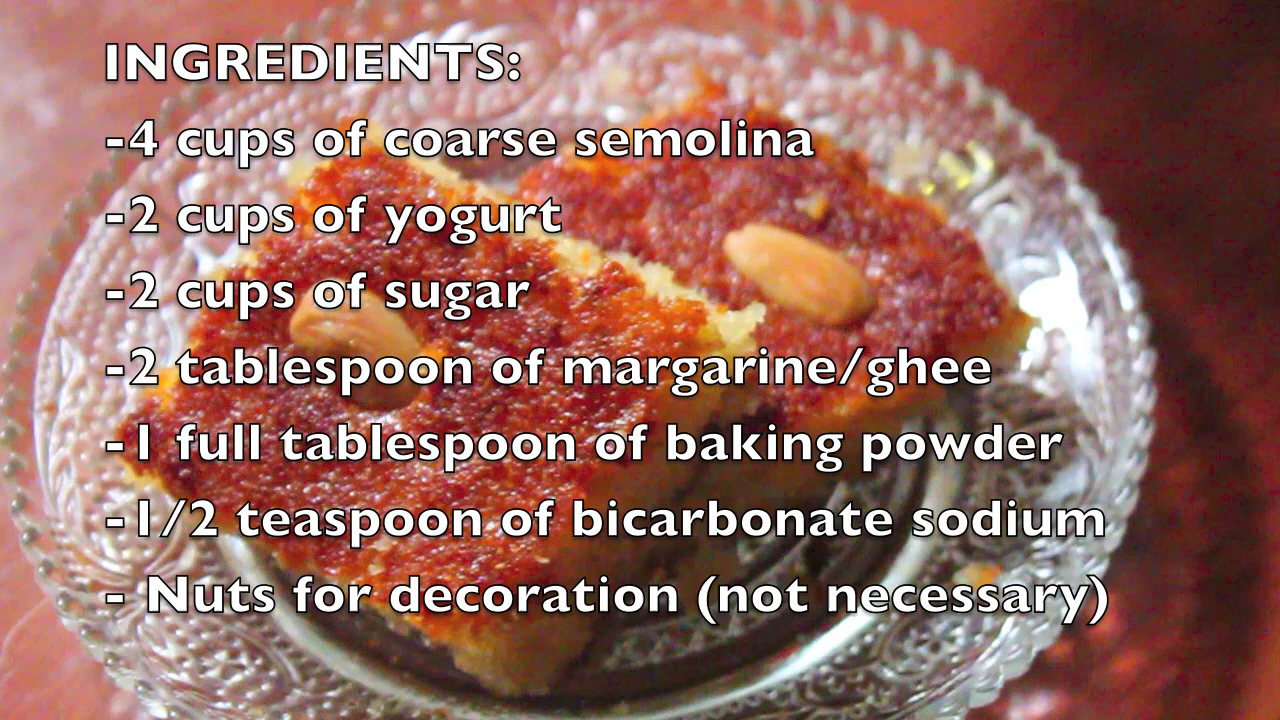 INGREDIENTS:
-4 cups of coarse semolina
-2 cups of yogurt
-2 cups of sugar
-2 tablespoon of margarine/ghee
-1 full tablespoon of baking powder
-1/2 teaspoon of bicarbonate sodium
- Nuts for decoration (not necessary)